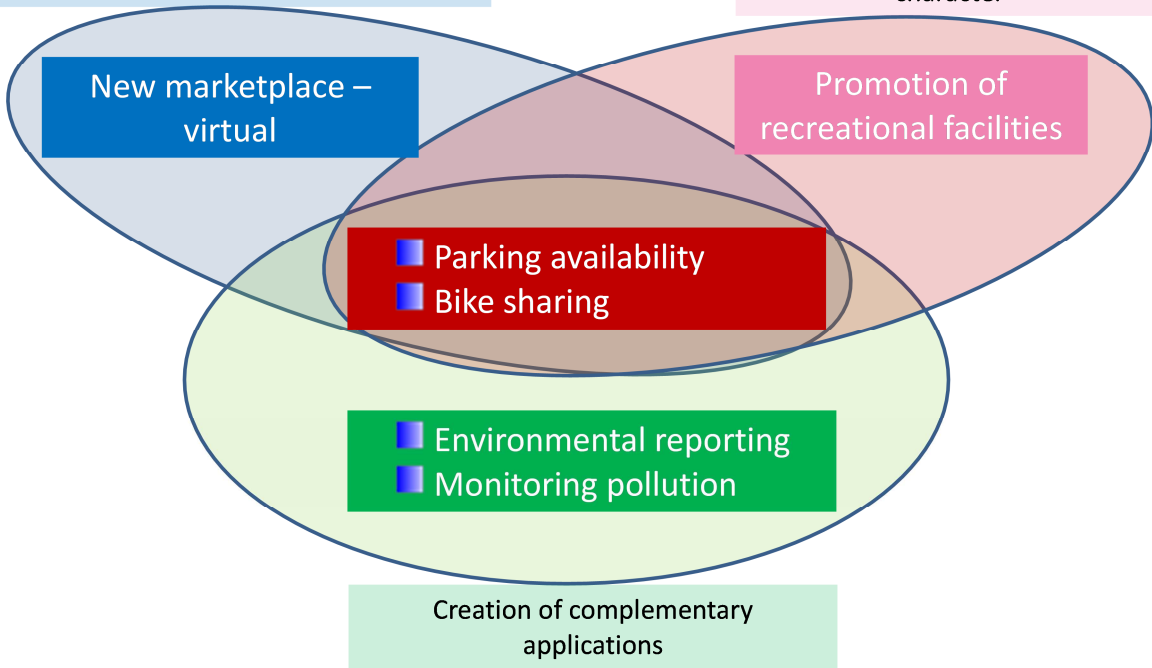 New marketplace –
virtual
Promotion of
recreational facilities
Parking availability
Bike sharing
Environmental reporting
Monitoring pollution
Creation of complementary
applications